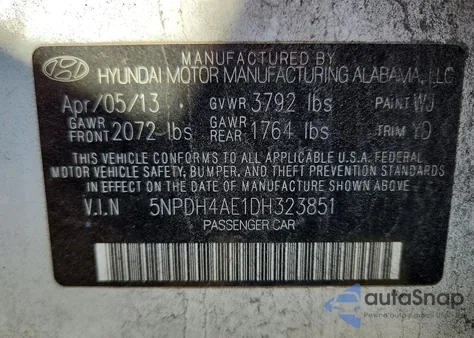 MANUFACTURED BY
HYUNDAI MOTOR MANUFACTURING ALABAMA, LLC
Apr/05/13 GVWR 3792 lbs PAINT WJ
GAWR FRONT 2072 lbs GAWR REAR 1764 lbs TRIM YD
THIS VEHICLE CONFORMS TO ALL APPLICABLE U.S.A. FEDERAL
MOTOR VEHICLE SAFETY, BUMPER, AND THEFT PREVENTION
STANDARDS IN EFFECT ON THE DATE OF MANUFACTURE SHOWN ABOVE.
V.I.N 5NPDH4AE1DH323851
PASSENGER CAR
autoSnap